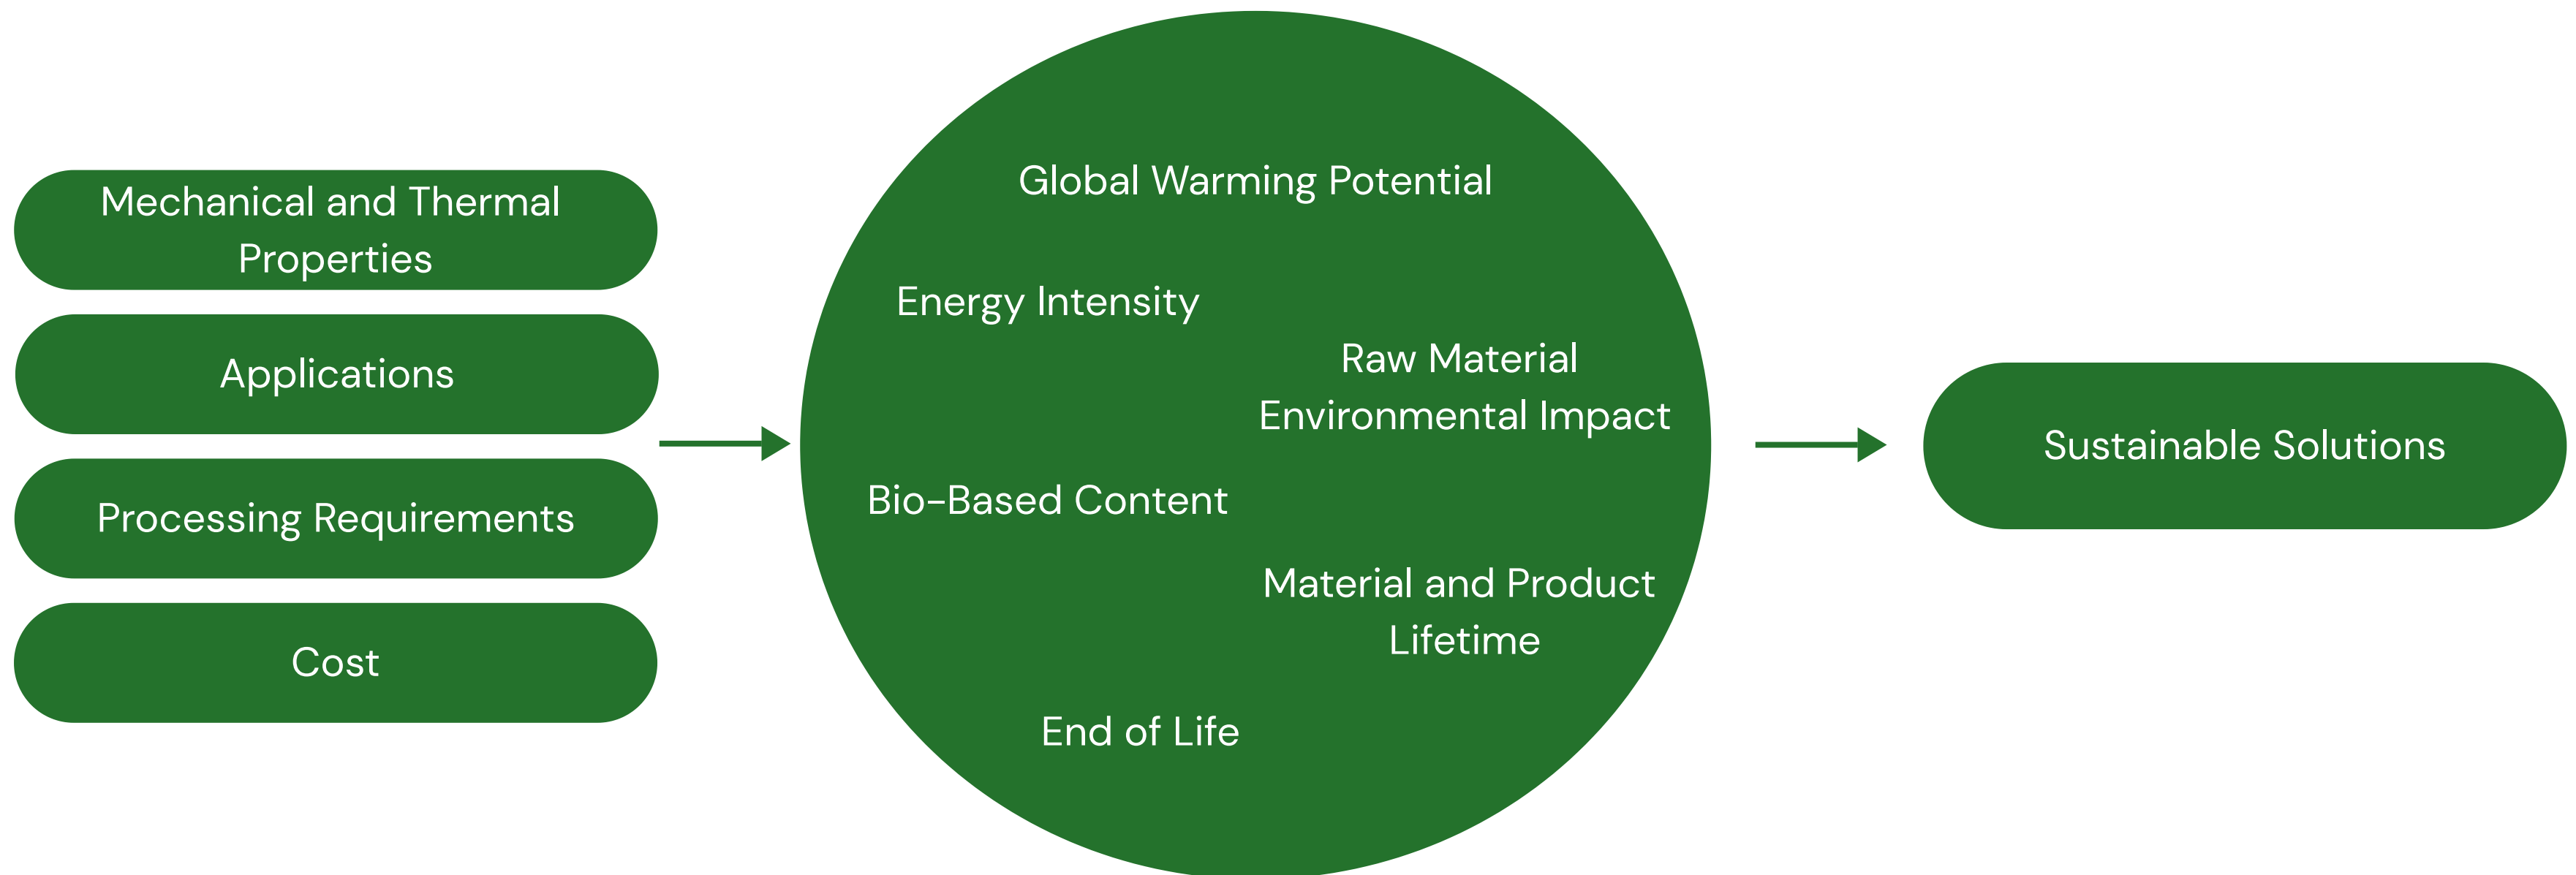 Mechanical and Thermal
Properties
Applications
Processing Requirements
Cost
Global Warming Potential
Energy Intensity
Raw Material
Environmental Impact
Bio-Based Content
Material and Product
Lifetime
End of Life
Sustainable Solutions